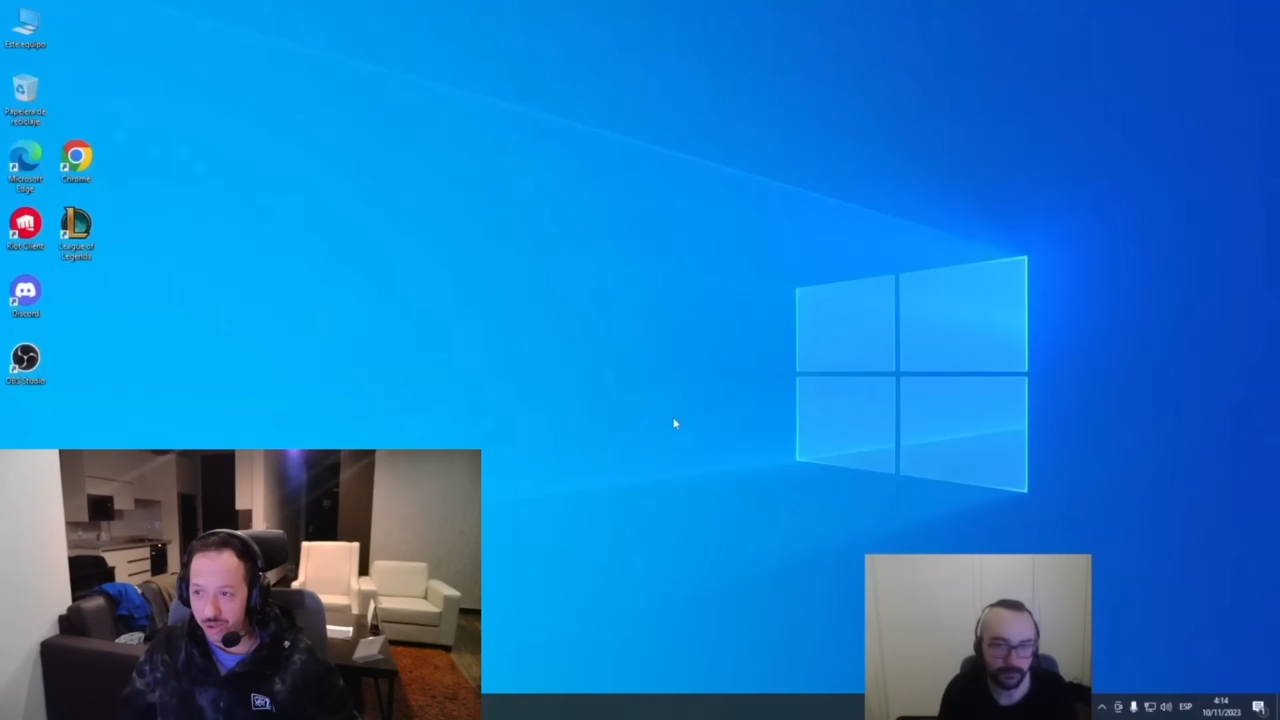 Este equipo
Papelera de
reciclaje
Microsoft
Edge
Chrome
Riot Client
League of
Legends
Discord
OBS Studio
ESP
4:14
10/11/2023